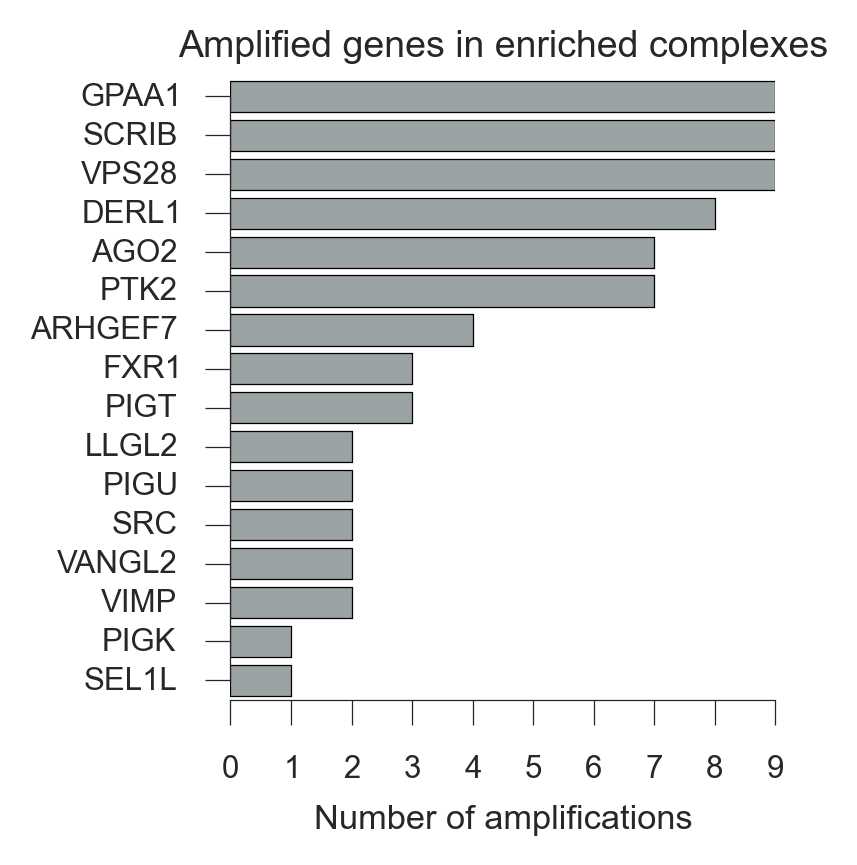 Amplified genes in enriched complexes
GPAA1
SCRIB
VPS28
DERL1
AGO2
PTK2
ARHGEF7
FXR1
PIGT
LLGL2
PIGU
SRC
VANGL2
VIMP
PIGK
SEL1L
0 1 2 3 4 5 6 7 8 9
Number of amplifications